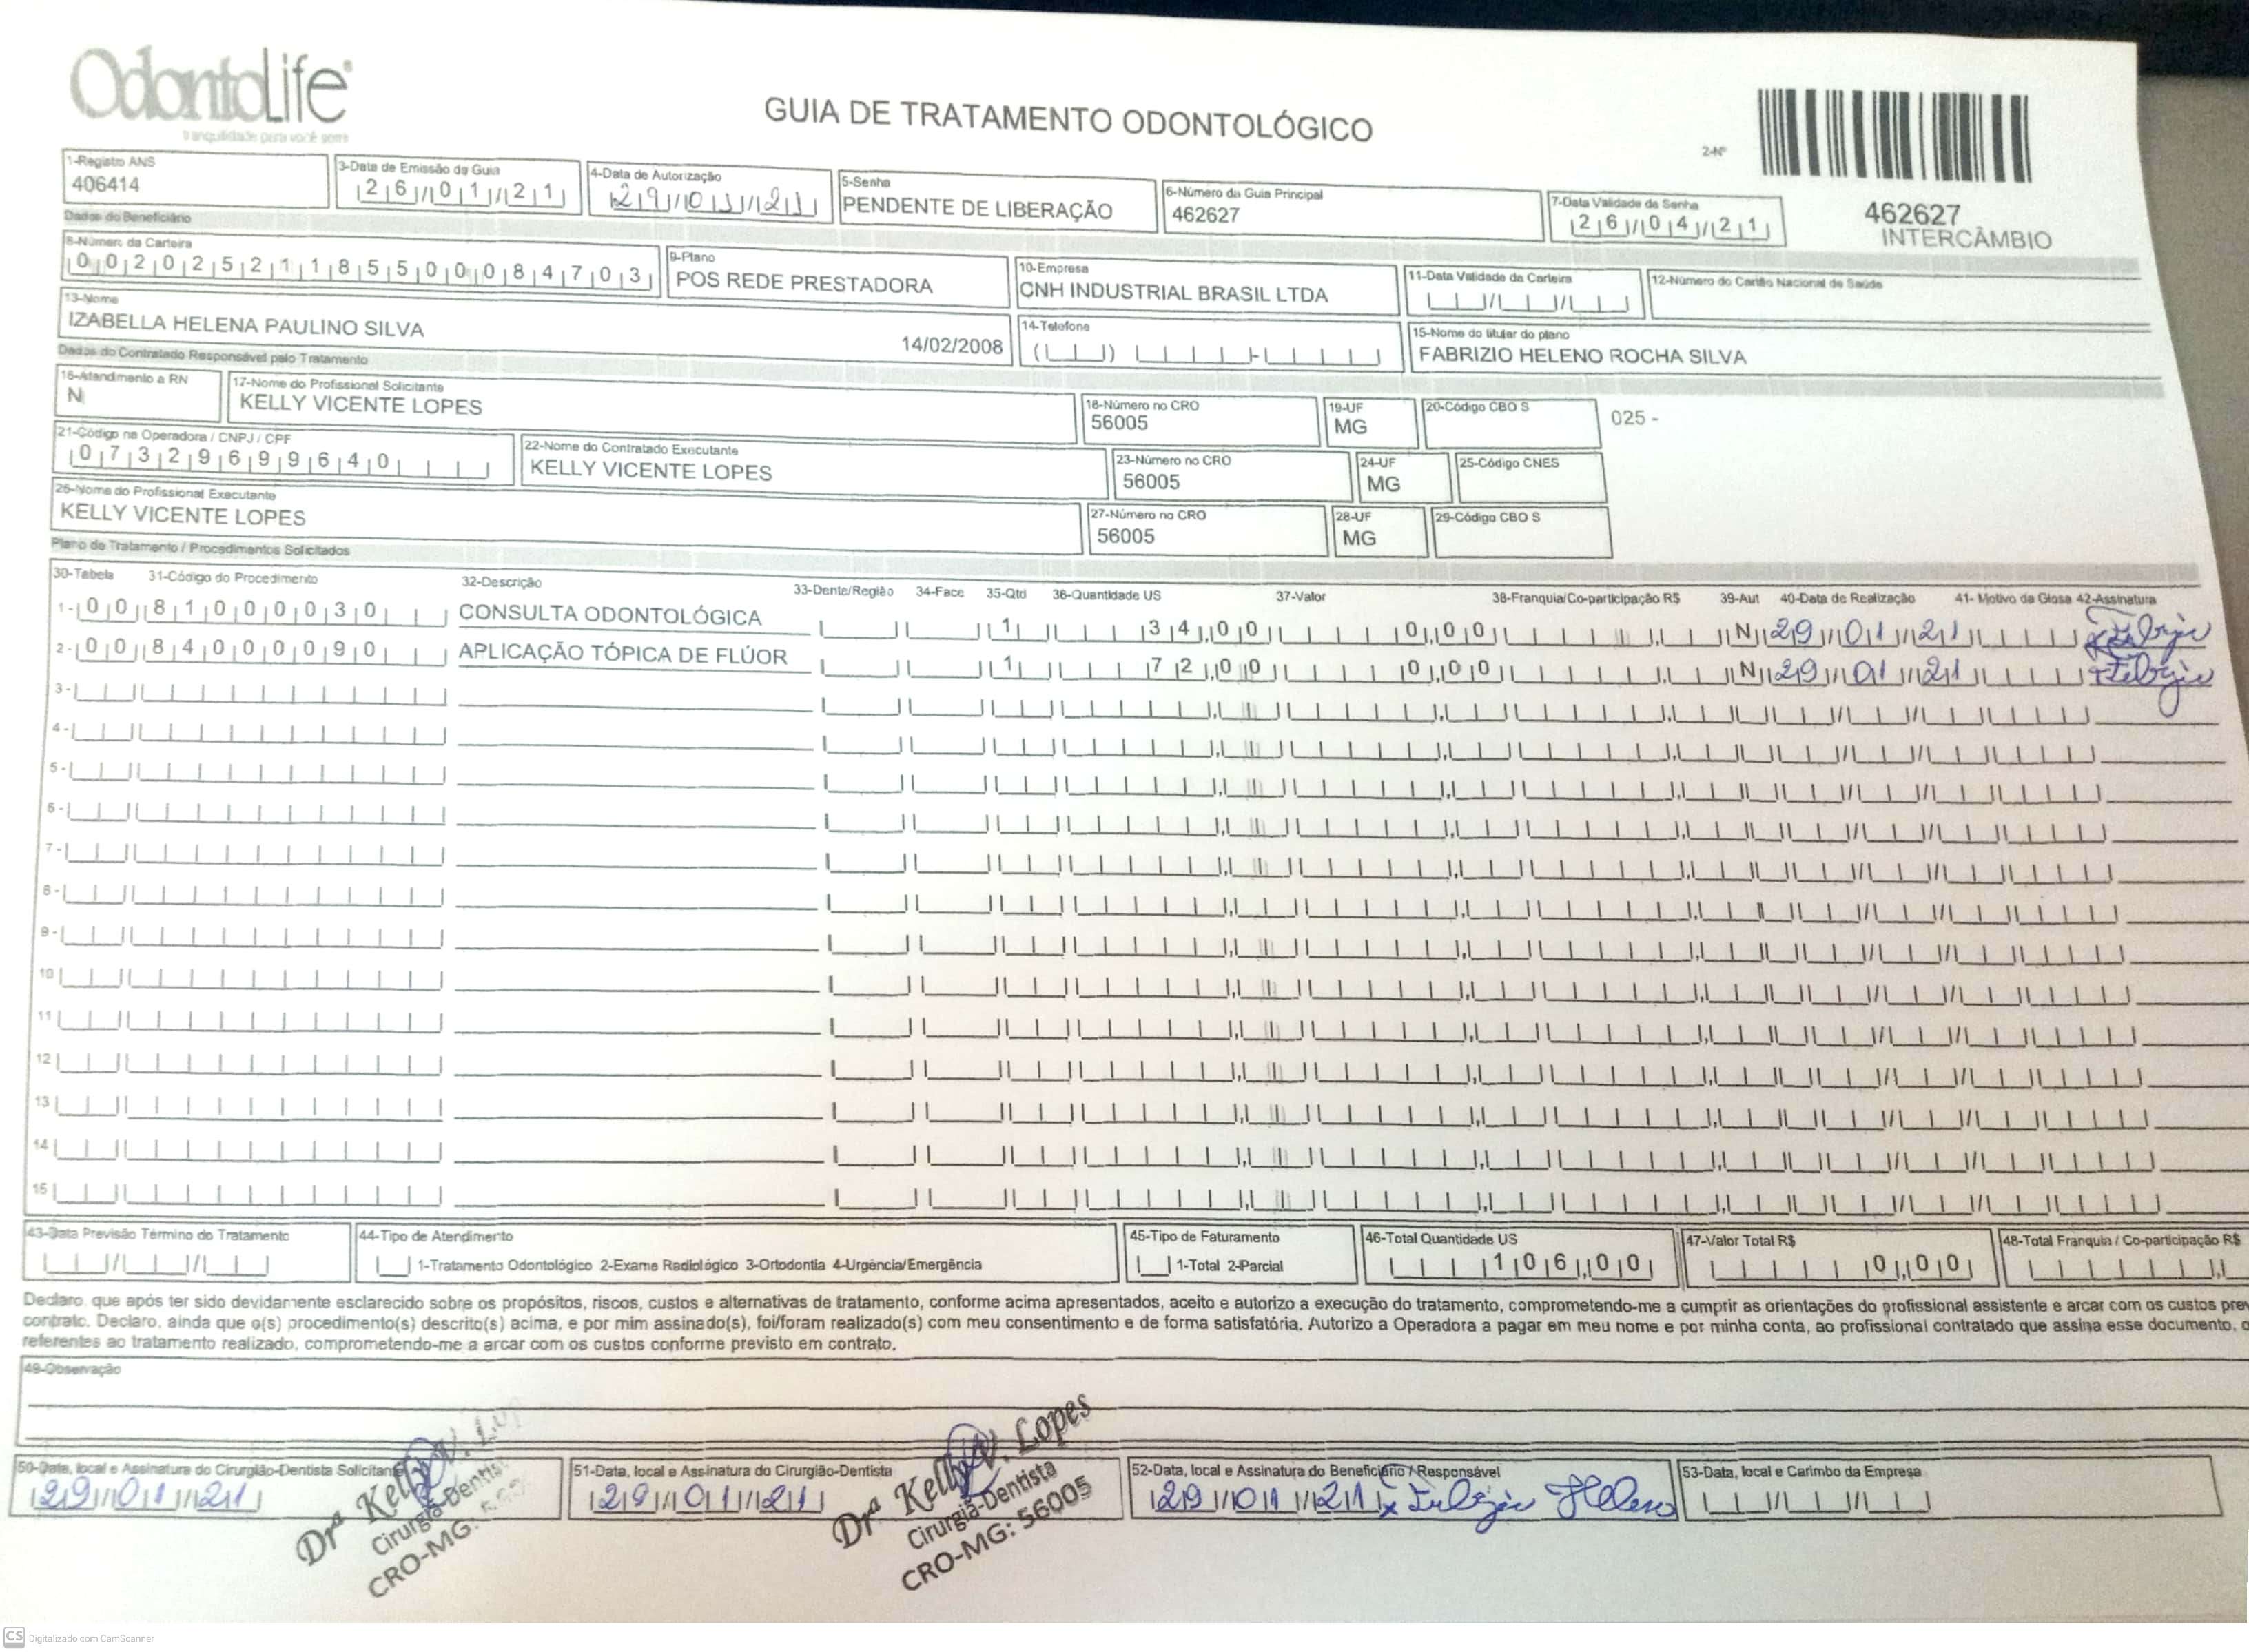 OdontoLife
tranquilidade para você sorrir
GUIA DE TRATAMENTO ODONTOLÓGICO
2-Nº
462627
INTERCÂMBIO
1-Registro ANS
406414
3-Data de Emissão da Guia
26/01/21
4-Data de Autorização
29/01/21
5-Senha
PENDENTE DE LIBERAÇÃO
6-Número da Guia Principal
462627
7-Data Validade da Senha
26/04/21
Dados do Beneficiário
8-Número da Carteira
00202521185500084703
9-Plano
POS REDE PRESTADORA
10-Empresa
CNH INDUSTRIAL BRASIL LTDA
11-Data Validade da Carteira
12-Número do Cartão Nacional de Saúde
13-Nome
IZABELLA HELENA PAULINO SILVA 14/02/2008
14-Telefone
15-Nome do titular do plano
FABRIZIO HELENO ROCHA SILVA
Dados do Contratado Responsável pelo Tratamento
16-Atendimento a RN
N
17-Nome do Profissional Solicitante
KELLY VICENTE LOPES
18-Número no CRO
56005
19-UF
MG
20-Código CBO S
025 -
21-Código na Operadora / CNPJ / CPF
07329699640
22-Nome do Contratado Executante
KELLY VICENTE LOPES
23-Número no CRO
56005
24-UF
MG
25-Código CNES
26-Nome do Profissional Executante
KELLY VICENTE LOPES
27-Número no CRO
56005
28-UF
MG
29-Código CBO S
Plano de Tratamento / Procedimentos Solicitados
30-Tabela 31-Código do Procedimento 32-Descrição 33-Dente/Região 34-Face 35-Qtd 36-Quantidade US 37-Valor 38-Franquia/Co-participação R$ 39-Aut 40-Data de Realização 41- Motivo da Glosa 42-Assinatura
1- 00 81000030 CONSULTA ODONTOLÓGICA 1 34,00 0,00 N 29/01/21
2- 00 84000090 APLICAÇÃO TÓPICA DE FLÚOR 1 72,00 0,00 N 29/01/21
3-
4-
5-
6-
7-
8-
9-
10
11
12
13
14
15
43-Data Previsão Término do Tratamento
44-Tipo de Atendimento
1-Tratamento Odontológico 2-Exame Radiológico 3-Ortodontia 4-Urgência/Emergência
45-Tipo de Faturamento
1-Total 2-Parcial
46-Total Quantidade US
106,00
47-Valor Total R$
0,00
48-Total Franquia / Co-participação R$
Declaro, que após ter sido devidamente esclarecido sobre os propósitos, riscos, custos e alternativas de tratamento, conforme acima apresentados, aceito e autorizo a execução do tratamento, comprometendo-me a cumprir as orientações do profissional assistente e arcar com os custos prev
contrato. Declaro, ainda que o(s) procedimento(s) descrito(s) acima, e por mim assinado(s), foi/foram realizado(s) com meu consentimento e de forma satisfatória. Autorizo a Operadora a pagar em meu nome e por minha conta, ao profissional contratado que assina esse documento, o
referentes ao tratamento realizado, comprometendo-me a arcar com os custos conforme previsto em contrato.
49-Observação
50-Data, local e Assinatura do Cirurgião-Dentista Solicitante
29/01/21
Drª Kelly V. Lop
Cirurgiã-Dentis
CRO-MG:
51-Data, local e Assinatura do Cirurgião-Dentista
29/01/21
Drª Kelly V. Lopes
Cirurgiã-Dentista
CRO-MG: 56005
52-Data, local e Assinatura do Beneficiário / Responsável
29/01/21 x Heleno
53-Data, local e Carimbo da Empresa
CS Digitalizado com CamScanner